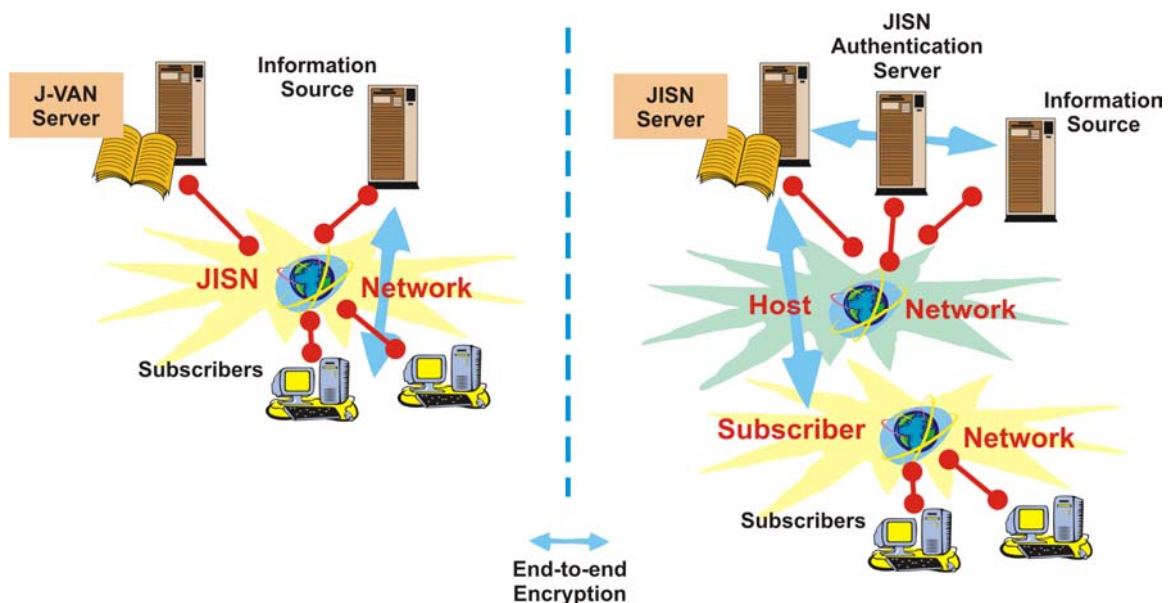 J-VAN
Server
Information
Source
JISN
Network
Subscribers
JISN
Server
JISN
Authentication
Server
Information
Source
Host
Network
Subscriber
Network
Subscribers
End-to-end
Encryption